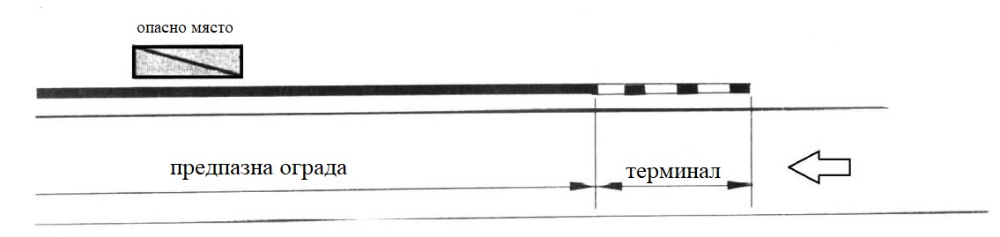 опасно място
предпазна ограда
терминал